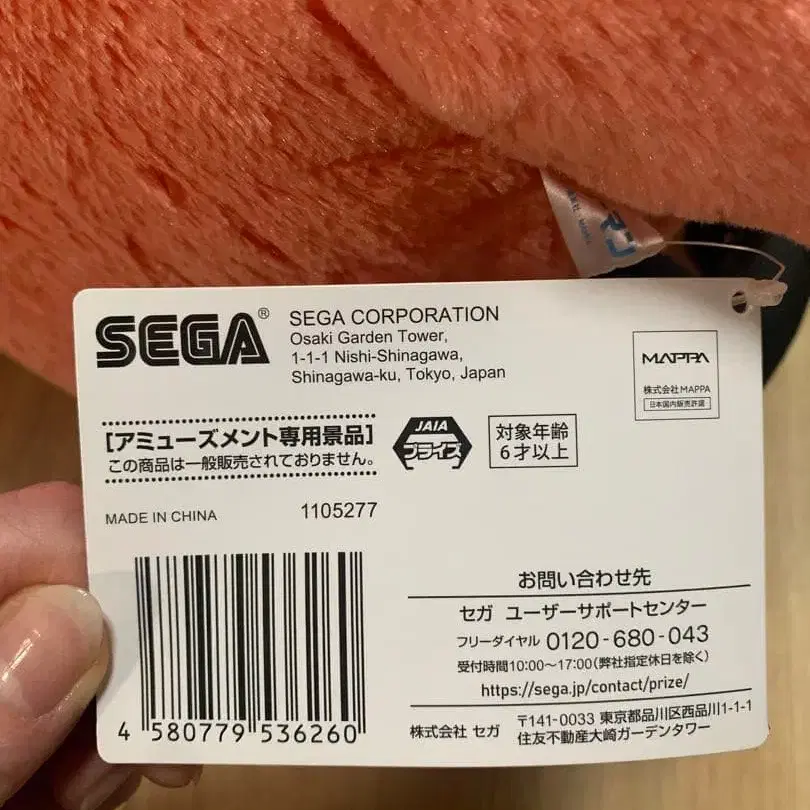 SEGA®
SEGA CORPORATION
Osaki Garden Tower,
1-1-1 Nishi-Shinagawa,
Shinagawa-ku, Tokyo, Japan
MAPPA
株式会社MAPPA
日本国内販売許諾
[アミューズメント専用景品]
この商品は一般販売されておりません。
JAIA
プライズ
対象年齢
6才以上
MADE IN CHINA
1105277
4 580779 536260
お問い合わせ先
セガ ユーザーサポートセンター
フリーダイヤル 0120-680-043
受付時間10:00~17:00(弊社指定休日を除く)
https://sega.jp/contact/prize/
株式会社 セガ
〒141-0033 東京都品川区西品川1-1-1
住友不動産大崎ガーデンタワー